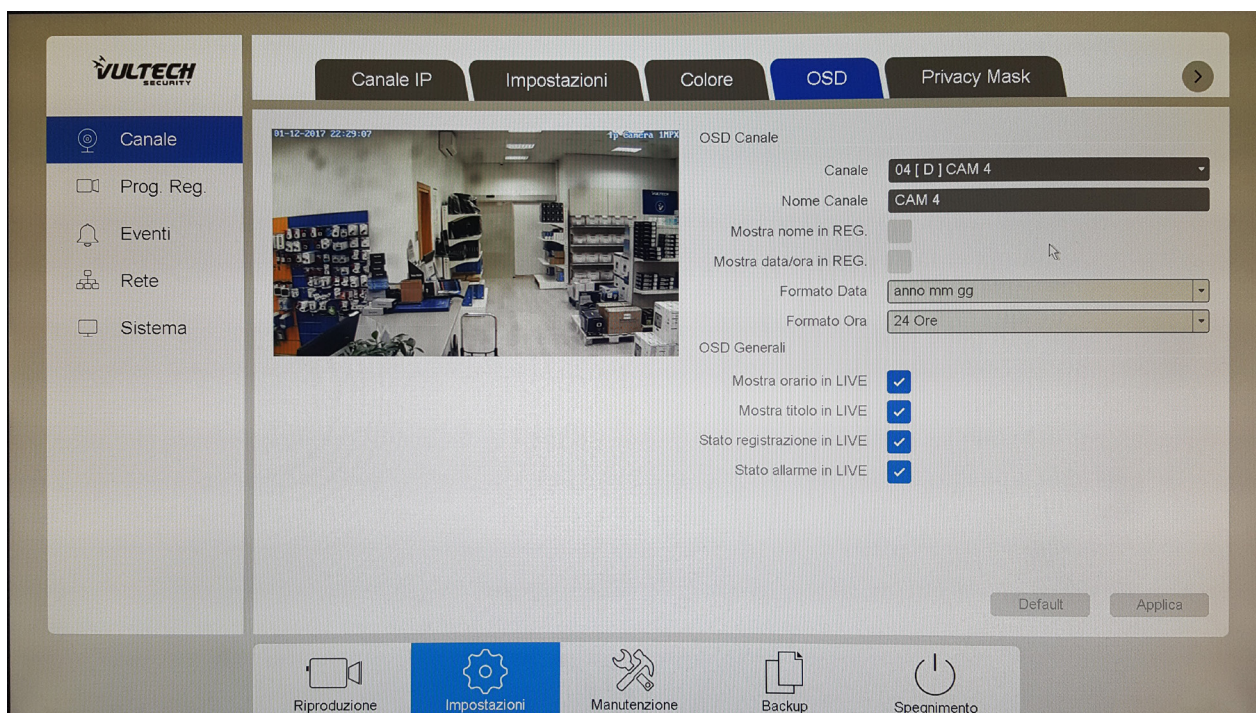 VULTECH
SECURITY
Canale IP
Impostazioni
Colore
OSD
Privacy Mask
Canale
Prog. Reg.
Eventi
Rete
Sistema
01-12-2017 22:29:07
Ip Camera 1MPX
OSD Canale
Canale
04 [ D ] CAM 4
Nome Canale
CAM 4
Mostra nome in REG.
Mostra data/ora in REG.
Formato Data
anno mm gg
Formato Ora
24 Ore
OSD Generali
Mostra orario in LIVE
Mostra titolo in LIVE
Stato registrazione in LIVE
Stato allarme in LIVE
Default
Applica
Riproduzione
Impostazioni
Manutenzione
Backup
Spegnimento